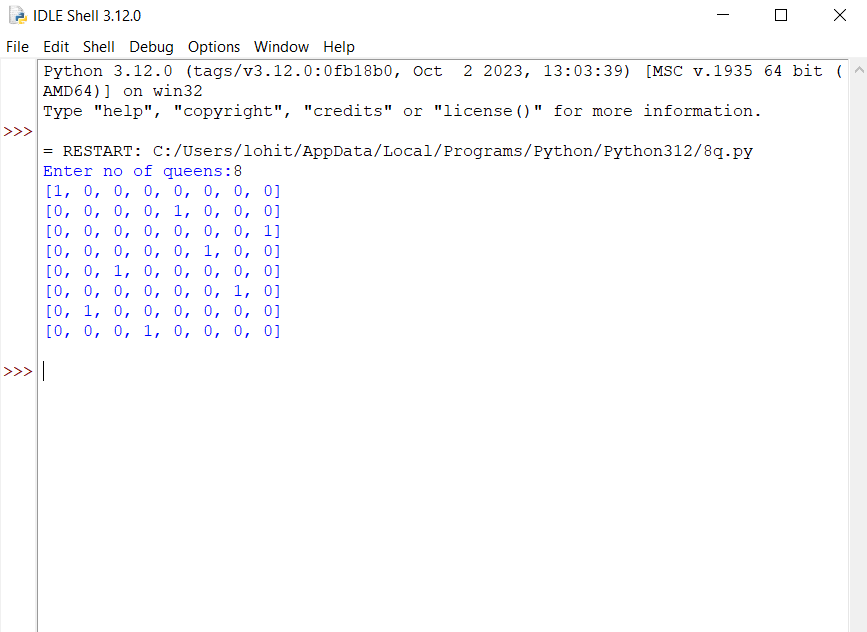 IDLE Shell 3.12.0
File Edit Shell Debug Options Window Help
Python 3.12.0 (tags/v3.12.0:0fb18b0, Oct  2 2023, 13:03:39) [MSC v.1935 64 bit (
AMD64)] on win32
Type "help", "copyright", "credits" or "license()" for more information.
>>>
= RESTART: C:/Users/lohit/AppData/Local/Programs/Python/Python312/8q.py
Enter no of queens:8
[1, 0, 0, 0, 0, 0, 0, 0]
[0, 0, 0, 0, 1, 0, 0, 0]
[0, 0, 0, 0, 0, 0, 0, 1]
[0, 0, 0, 0, 0, 1, 0, 0]
[0, 0, 1, 0, 0, 0, 0, 0]
[0, 0, 0, 0, 0, 0, 1, 0]
[0, 1, 0, 0, 0, 0, 0, 0]
[0, 0, 0, 1, 0, 0, 0, 0]
>>>